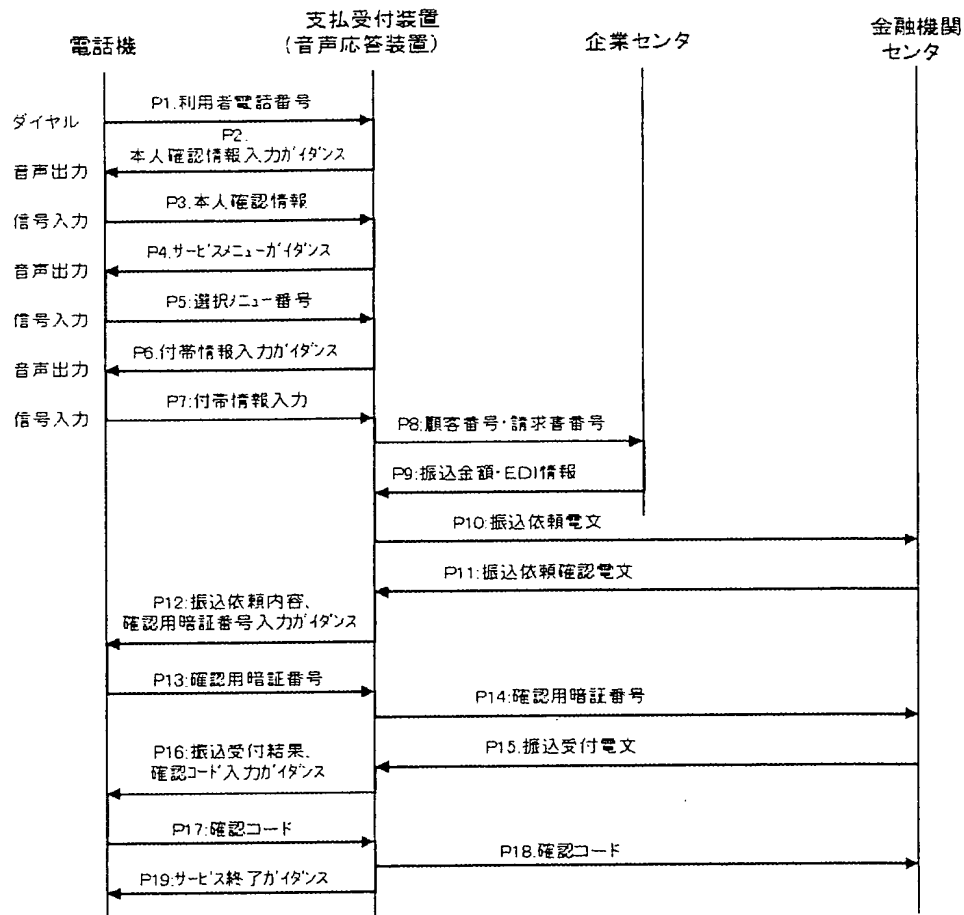 電話機
支払受付装置
(音声応答装置)
企業センタ
金融機関
センタ
P1.利用者電話番号
ダイヤル
P2.
本人確認情報入力ガイダンス
音声出力
P3.本人確認情報
信号入力
P4.サービスメニューガイダンス
音声出力
P5:選択メニュー番号
信号入力
P6.付帯情報入力ガイダンス
音声出力
P7:付帯情報入力
信号入力
P8:顧客番号・請求書番号
P9:振込金額・EDI情報
P10:振込依頼電文
P11:振込依頼確認電文
P12:振込依頼内容、
確認用暗証番号入力ガイダンス
P13:確認用暗証番号
P14:確認用暗証番号
P15.振込受付電文
P16:振込受付結果、
確認コード入力ガイダンス
P17:確認コード
P18.確認コード
P19:サービス終了ガイダンス